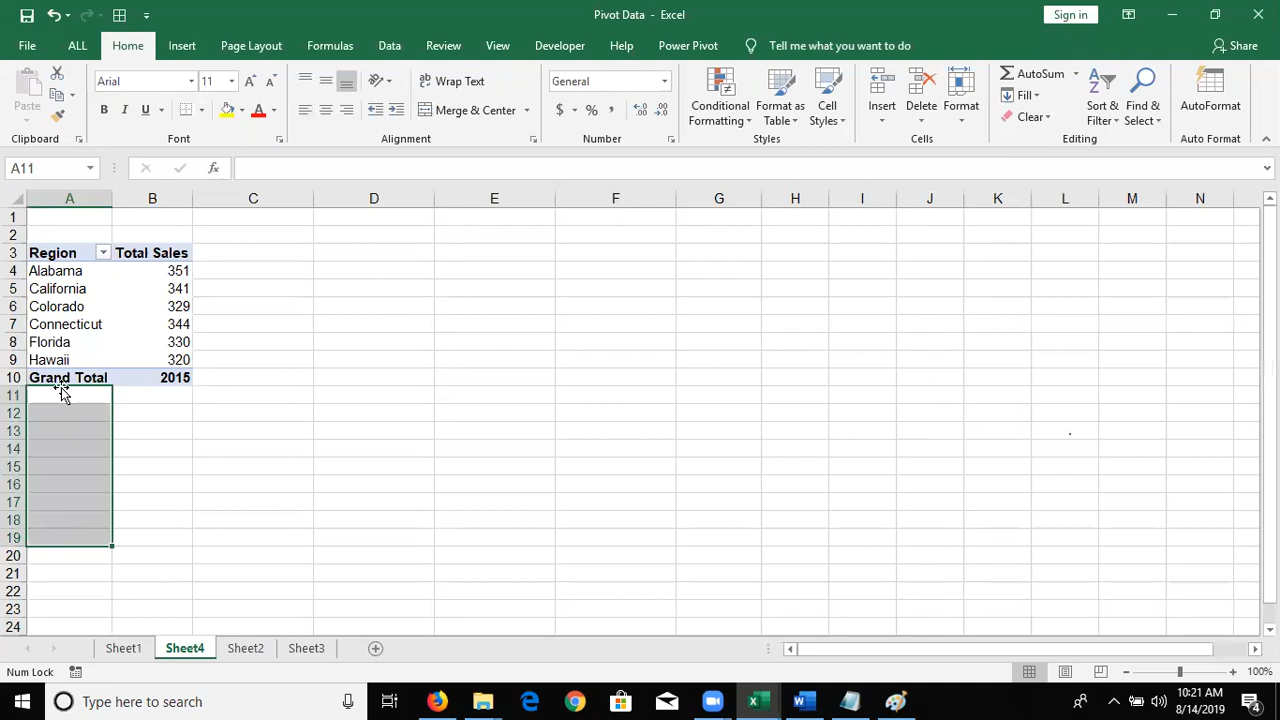 Pivot Data - Excel
Sign in
File ALL Home Insert Page Layout Formulas Data Review View Developer Help Power Pivot Tell me what you want to do Share
Paste
Arial 11
B I U A
Wrap Text
Merge & Center
General
$ % ,
Conditional Formatting
Format as Table
Cell Styles
Insert
Delete
Format
AutoSum
Fill
Clear
Sort & Filter
Find & Select
AutoFormat
Clipboard Font Alignment Number Styles Cells Editing Auto Format
A11 fx
A B C D E F G H I J L K M N
1
2
3 Region Total Sales
4 Alabama 351
5 California 341
6 Colorado 329
7 Connecticut 344
8 Florida 330
9 Hawaii 320
10 Grand Total 2015
11
12
13
14
15
16
17
18
19
20
21
22
23
24
Sheet1 Sheet4 Sheet2 Sheet3
Num Lock 100%
Type here to search
10:21 AM
8/14/2019
4